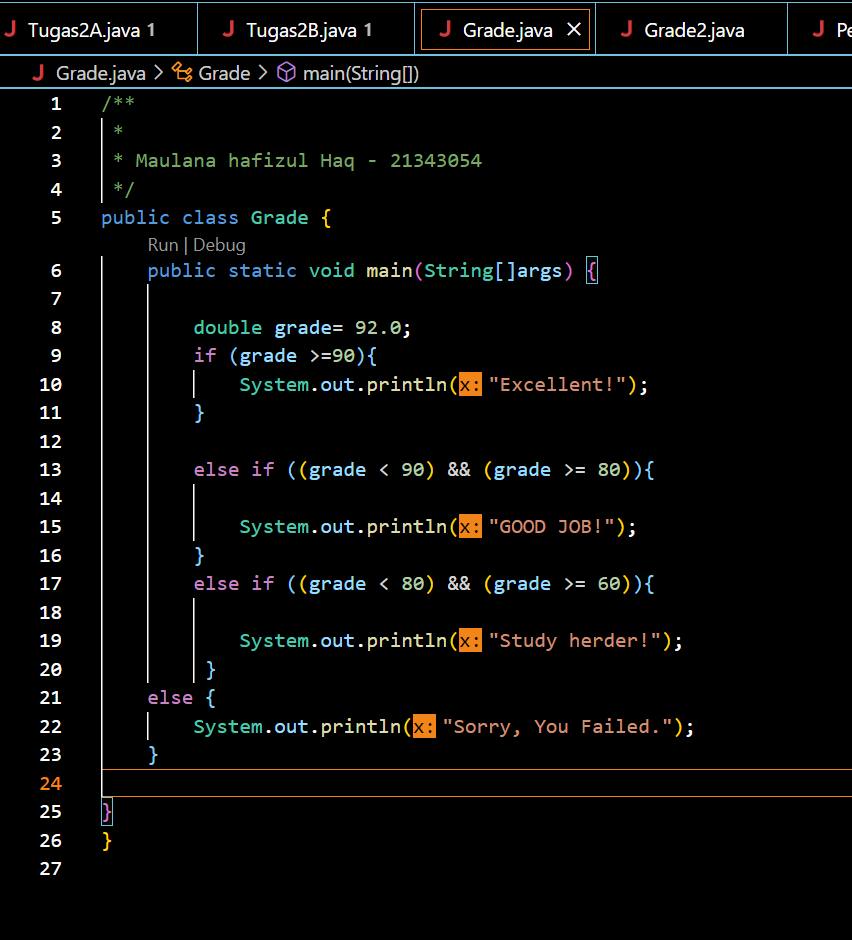 Tugas2A.java 1 Tugas2B.java 1 Grade.java Grade2.java Pe
Grade.java > Grade > main(String[])
1 /**
2 *
3 * Maulana hafizul Haq - 21343054
4 */
5 public class Grade {
Run | Debug
6 public static void main(String[]args) {
7
8 double grade= 92.0;
9 if (grade >=90){
10 System.out.println(x: "Excellent!");
11 }
12
13 else if ((grade < 90) && (grade >= 80)){
14
15 System.out.println(x: "GOOD JOB!");
16 }
17 else if ((grade < 80) && (grade >= 60)){
18
19 System.out.println(x: "Study herder!");
20 }
21 else {
22 System.out.println(x: "Sorry, You Failed.");
23 }
24
25 }
26 }
27